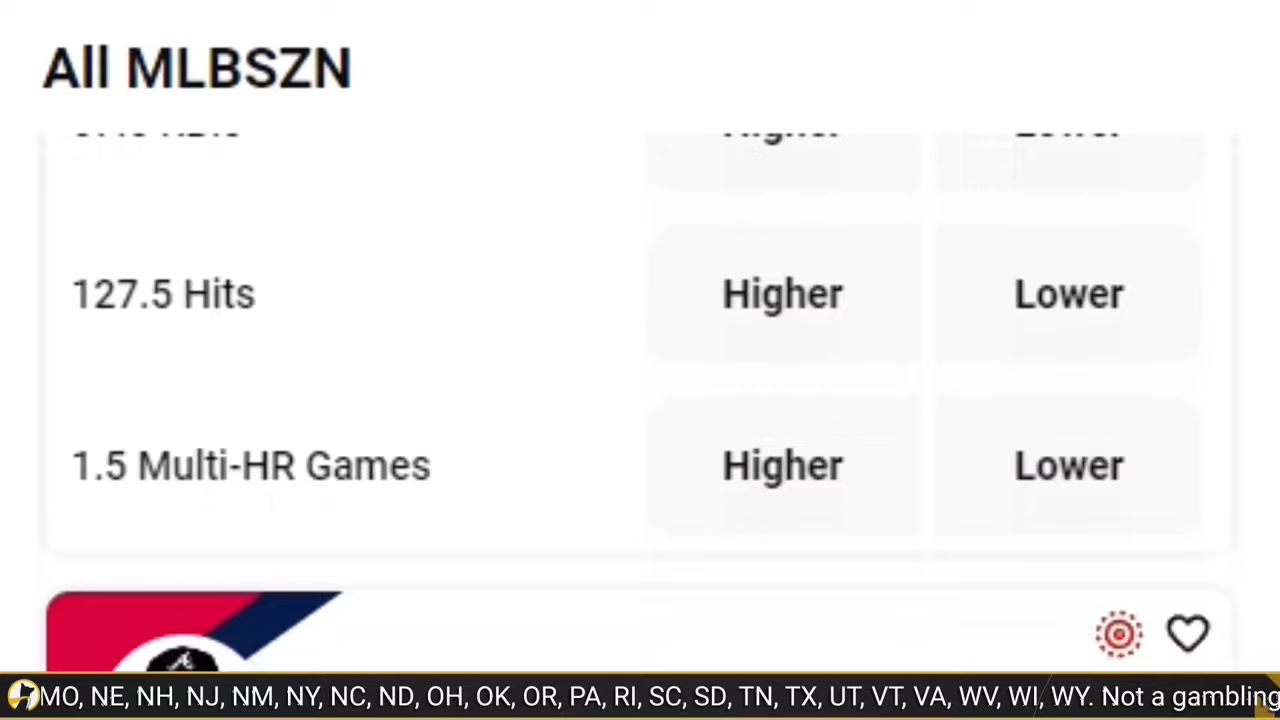 All MLBSZN
Higher Lower
127.5 Hits Higher Lower
1.5 Multi-HR Games Higher Lower
MO, NE, NH, NJ, NM, NY, NC, ND, OH, OK, OR, PA, RI, SC, SD, TN, TX, UT, VT, VA, WV, WI, WY. Not a gambling